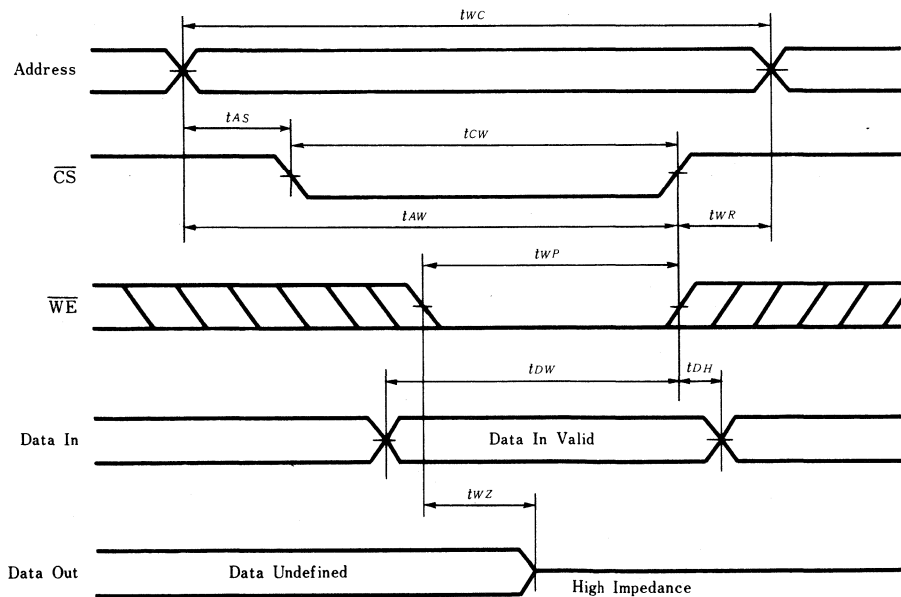 tWC
Address
tAS
tCW
CS
tAW
tWR
tWP
WE
tDW
tDH
Data In
Data In Valid
tWZ
Data Out
Data Undefined
High Impedance